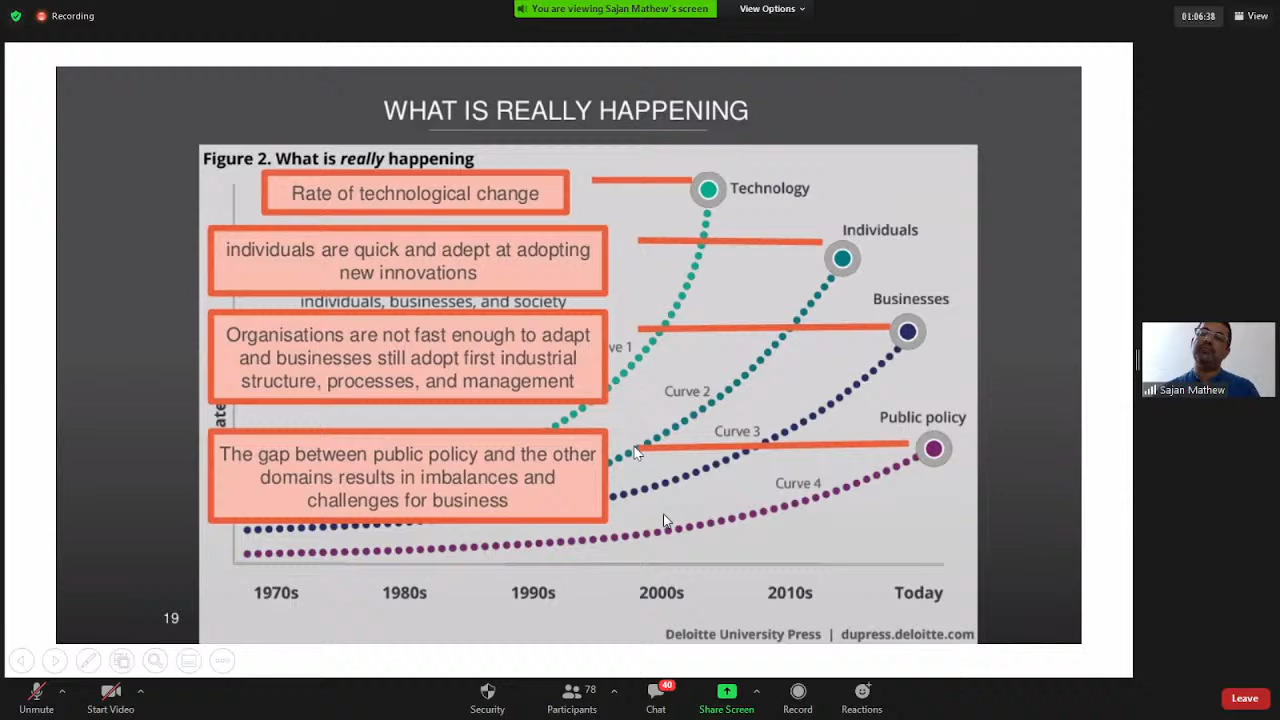 Recording
You are viewing Sajan Mathew's screen
View Options
01:06:38
View
WHAT IS REALLY HAPPENING
Figure 2. What is really happening
Rate of technological change
Technology
individuals are quick and adept at adopting
new innovations
Individuals
individuals, businesses, and society
Businesses
Organisations are not fast enough to adapt
and businesses still adopt first industrial
structure, processes, and management
ve 1
Curve 2
Curve 3
Public policy
The gap between public policy and the other
domains results in imbalances and
challenges for business
Curve 4
ate
1970s
1980s
1990s
2000s
2010s
Today
19
Deloitte University Press | dupress.deloitte.com
Sajan Mathew
Unmute
Start Video
Security
78
Participants
40
Chat
Share Screen
Record
Reactions
Leave